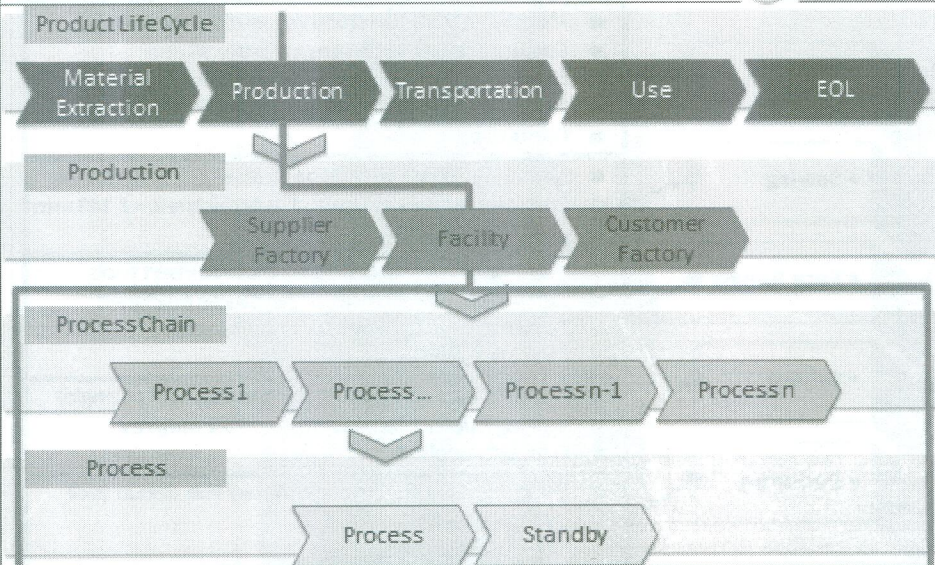 Product Life Cycle
Material
Extraction
Production
Transportation
Use
EOL
Production
Supplier
Factory
Facility
Customer
Factory
Process Chain
Process 1
Process ...
Process n-1
Process n
Process
Process
Standby